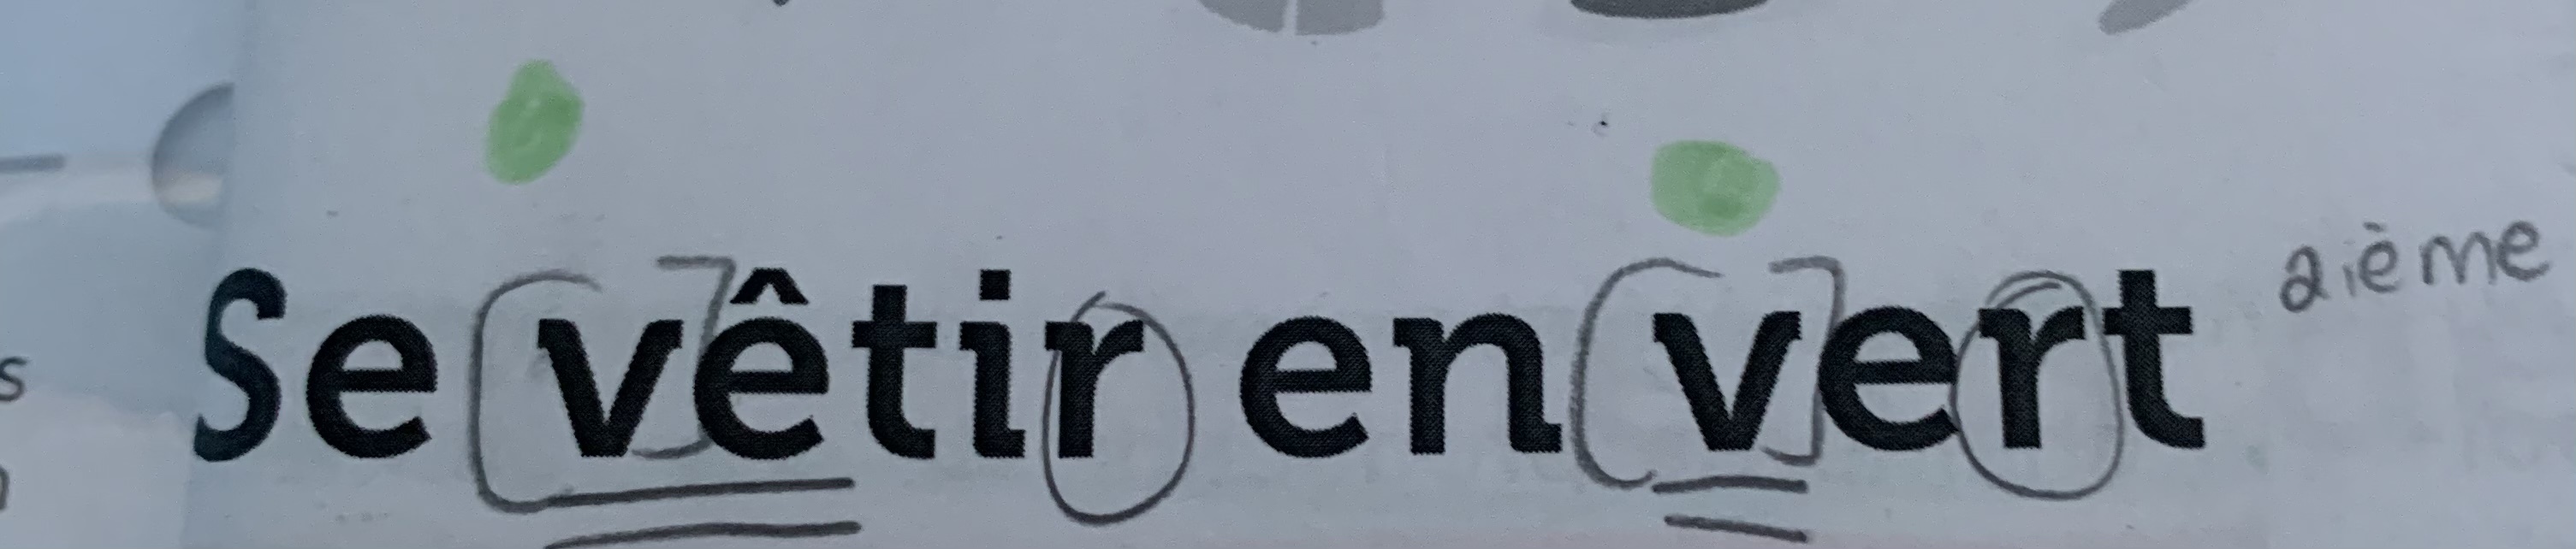 Se vêtir en vert 2ième
s